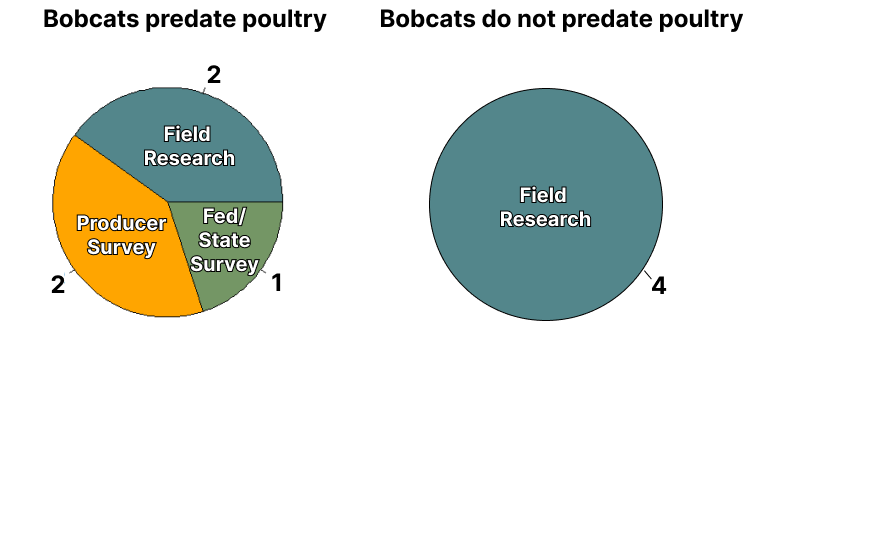 Bobcats predate poultry
Bobcats do not predate poultry
2
Field
Research
Producer
Survey
Fed/
State
Survey
2
1
Field
Research
4